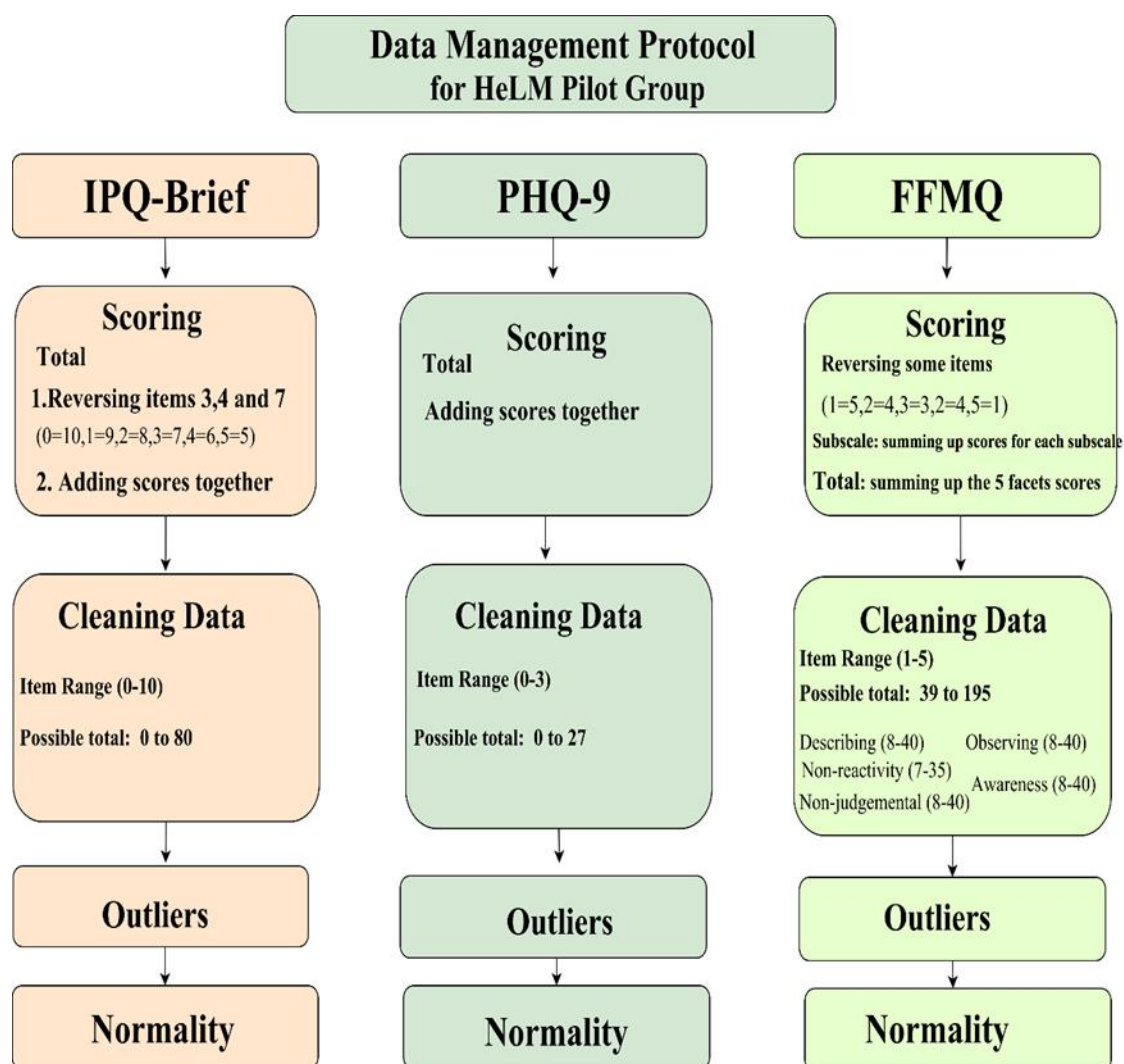 Data Management Protocol
for HeLM Pilot Group
IPQ-Brief
Scoring
Total
1.Reversing items 3,4 and 7
(0=10,1=9,2=8,3=7,4=6,5=5)
2. Adding scores together
Cleaning Data
Item Range (0-10)
Possible total: 0 to 80
Outliers
Normality
PHQ-9
Scoring
Total
Adding scores together
Cleaning Data
Item Range (0-3)
Possible total: 0 to 27
Outliers
Normality
FFMQ
Scoring
Reversing some items
(1=5,2=4,3=3,2=4,5=1)
Subscale: summing up scores for each subscale
Total: summing up the 5 facets scores
Cleaning Data
Item Range (1-5)
Possible total: 39 to 195
Describing (8-40) Observing (8-40)
Non-reactivity (7-35)
Awareness (8-40)
Non-judgemental (8-40)
Outliers
Normality